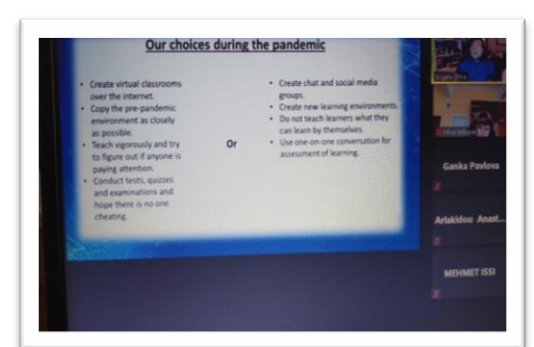 Our choices during the pandemic
• Create virtual classrooms
over the internet.
• Copy the pre-pandemic
environment as closely
as possible.
• Teach vigorously and try
to figure out if anyone is
paying attention.
• Conduct tests, quizzes
and examinations and
hope there is no one
cheating.
Or
• Create chat and social media
groups.
• Create new learning environments.
• Do not teach learners what they
can learn by themselves.
• Use one-on-one conversation for
assessment of learning.
Ganka Pavlova
Arlakidou Anast...
MEHMET ISSI